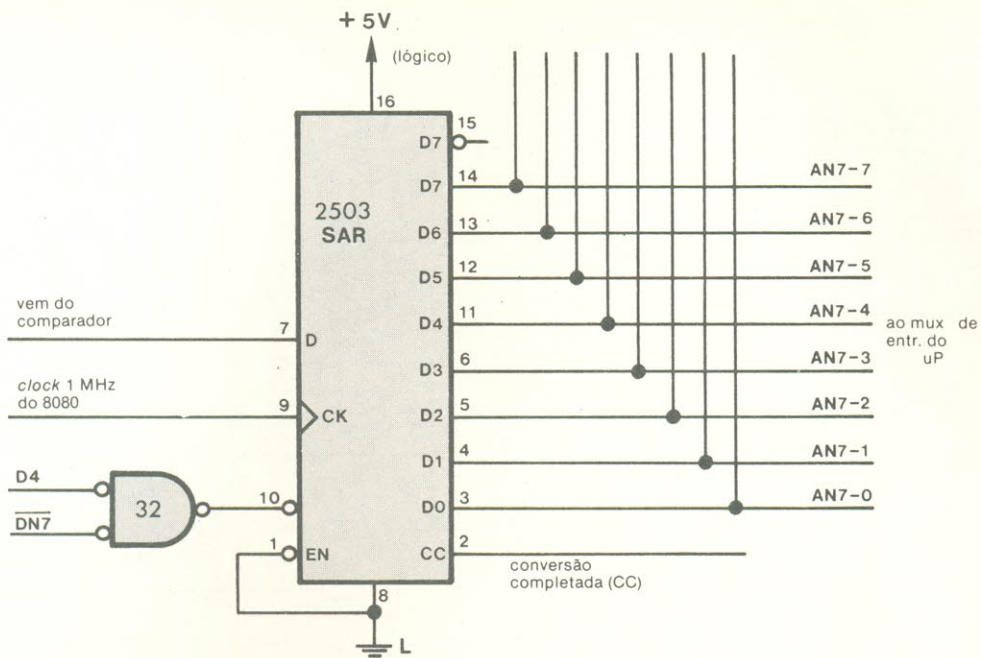 + 5V
(lógico)
16
15
D7
D7
14
AN7-7
2503
SAR
D6
13
AN7-6
D5
12
AN7-5
vem do
comparador
7
D
D4
11
AN7-4
ao mux de
entr. do
uP
D3
6
AN7-3
clock 1 MHz
do 8080
9
CK
D2
5
AN7-2
D1
4
AN7-1
D4
DN7
32
10
D0
3
AN7-0
1
EN
CC
2
conversão
completada (CC)
8
L